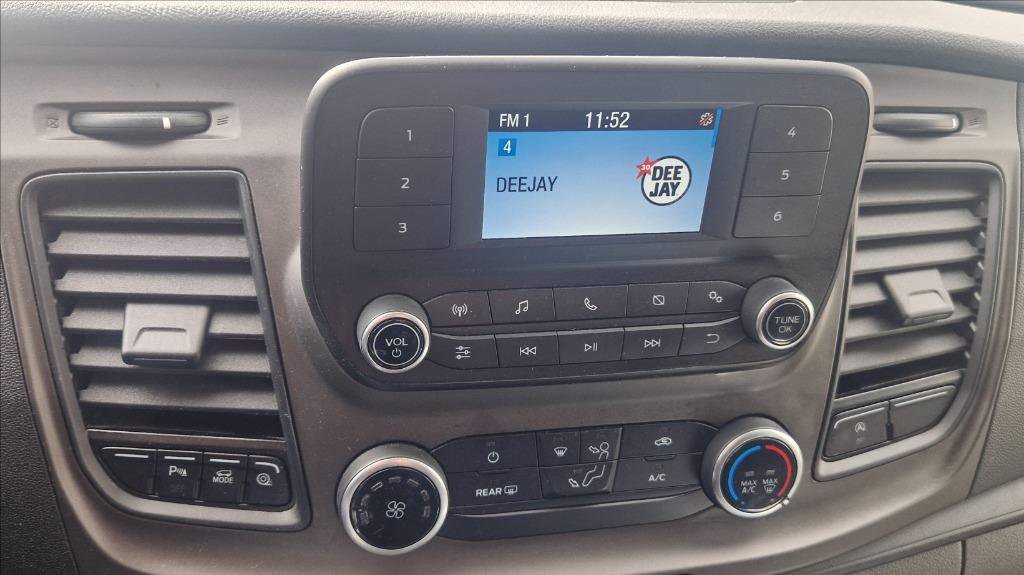 FM 1 11:52
4
DEEJAY
30
DEE
JAY
1
2
3
4
5
6
VOL
TUNE
OK
MODE
REAR
A/C
MAX
A/C
MAX